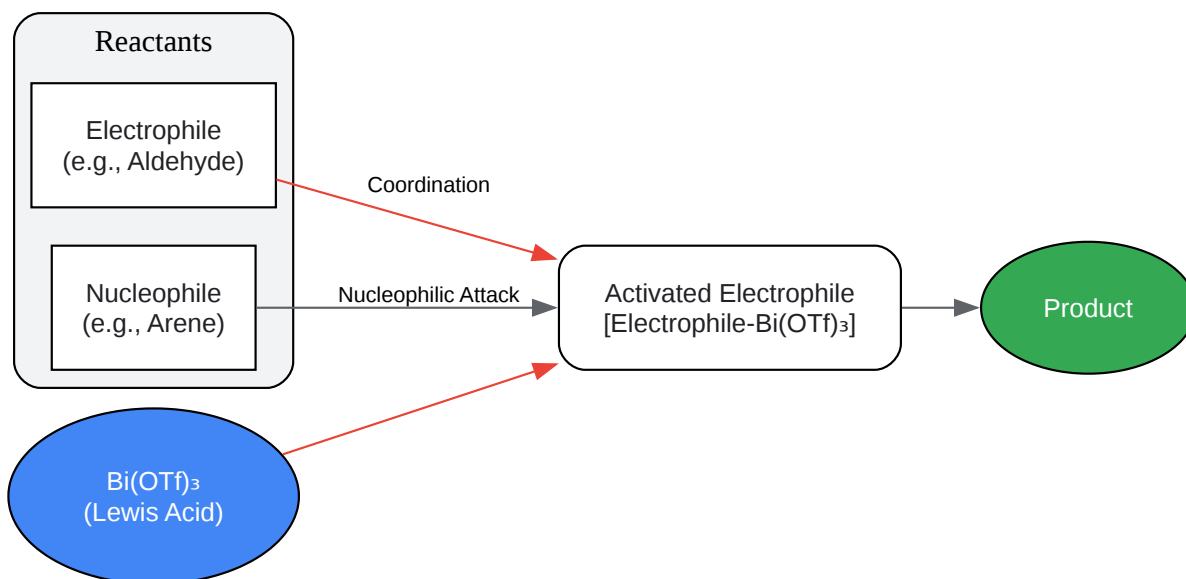 Reactants
Electrophile
(e.g., Aldehyde)
Coordination
Nucleophile
(e.g., Arene)
Nucleophilic Attack
Activated Electrophile
[Electrophile-Bi(OTf)₃]
Product
Bi(OTf)₃
(Lewis Acid)